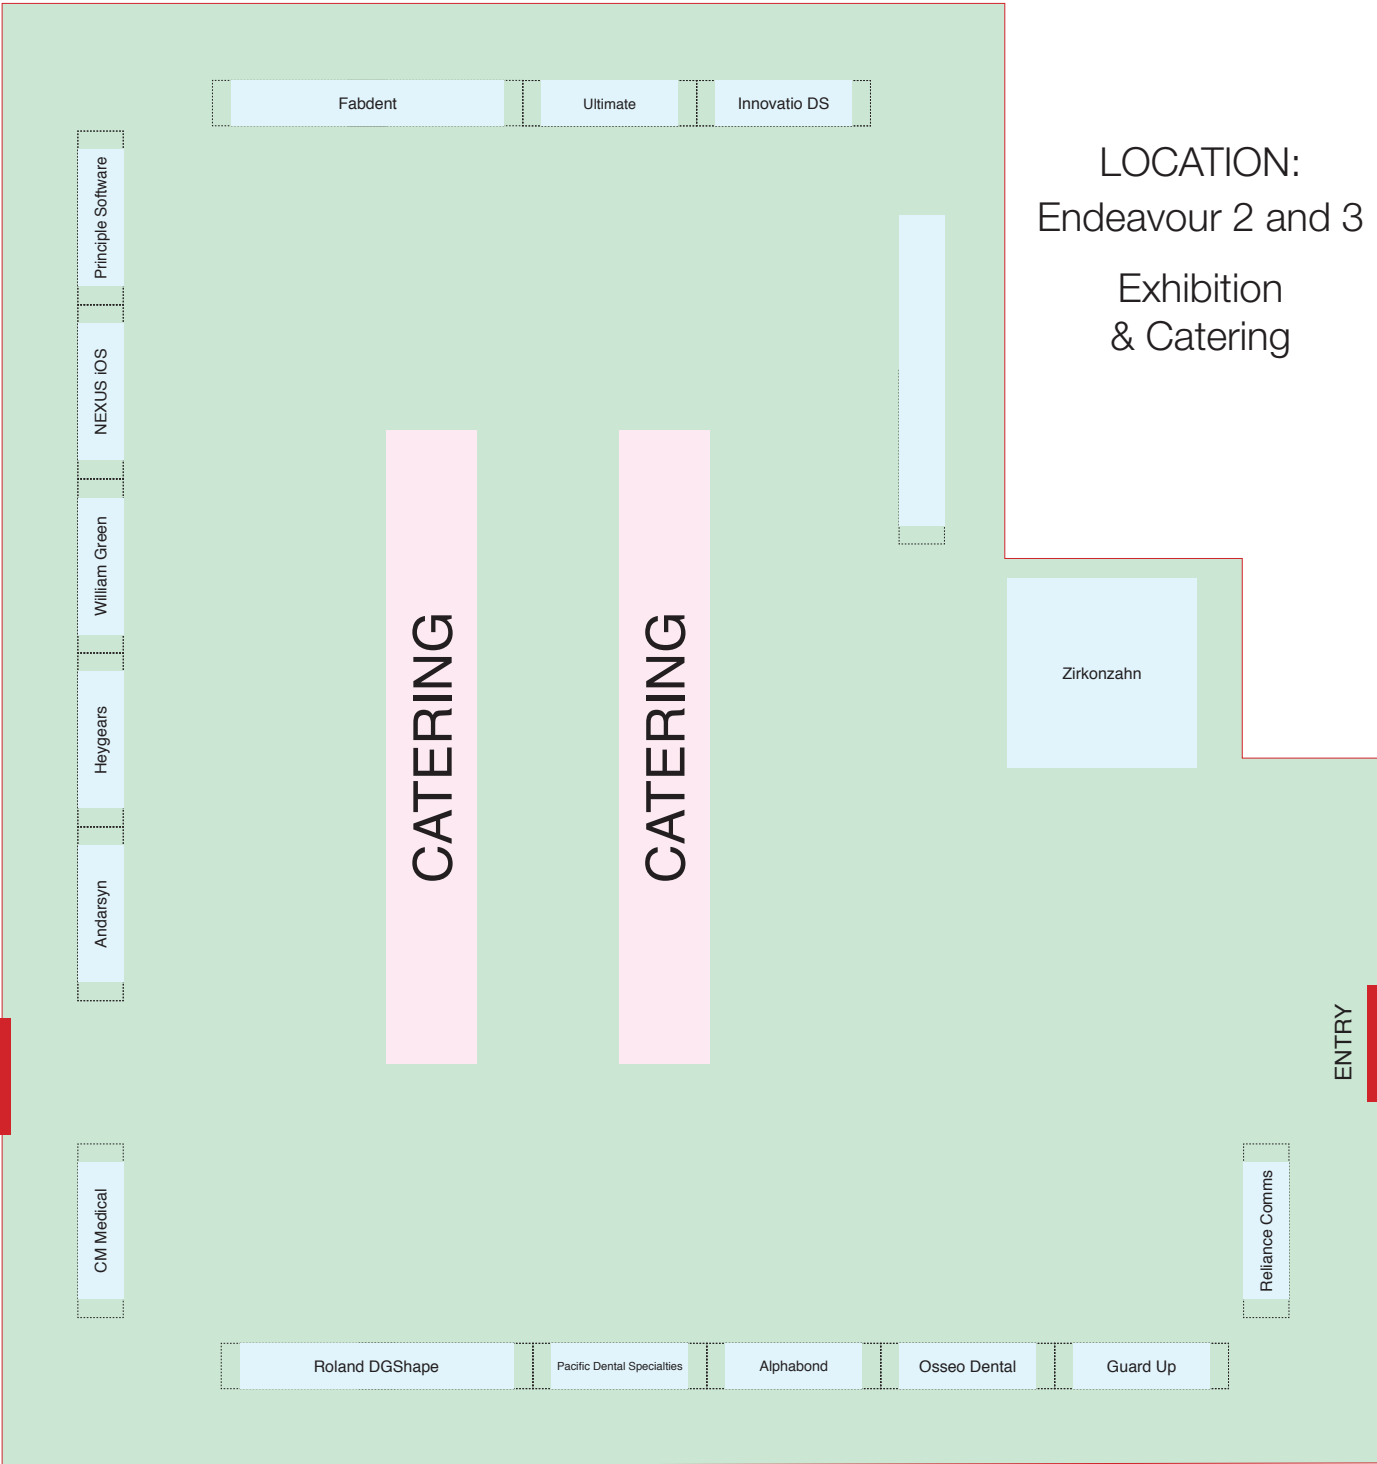 Fabdent
Ultimate
Innovatio DS
LOCATION:
Endeavour 2 and 3
Exhibition
& Catering
Principle Software
NEXUS iOS
William Green
Heygears
Andarsyn
CATERING
CATERING
Zirkonzahn
ENTRY
CM Medical
Reliance Comms
Roland DGShape
Pacific Dental Specialties
Alphabond
Osseo Dental
Guard Up